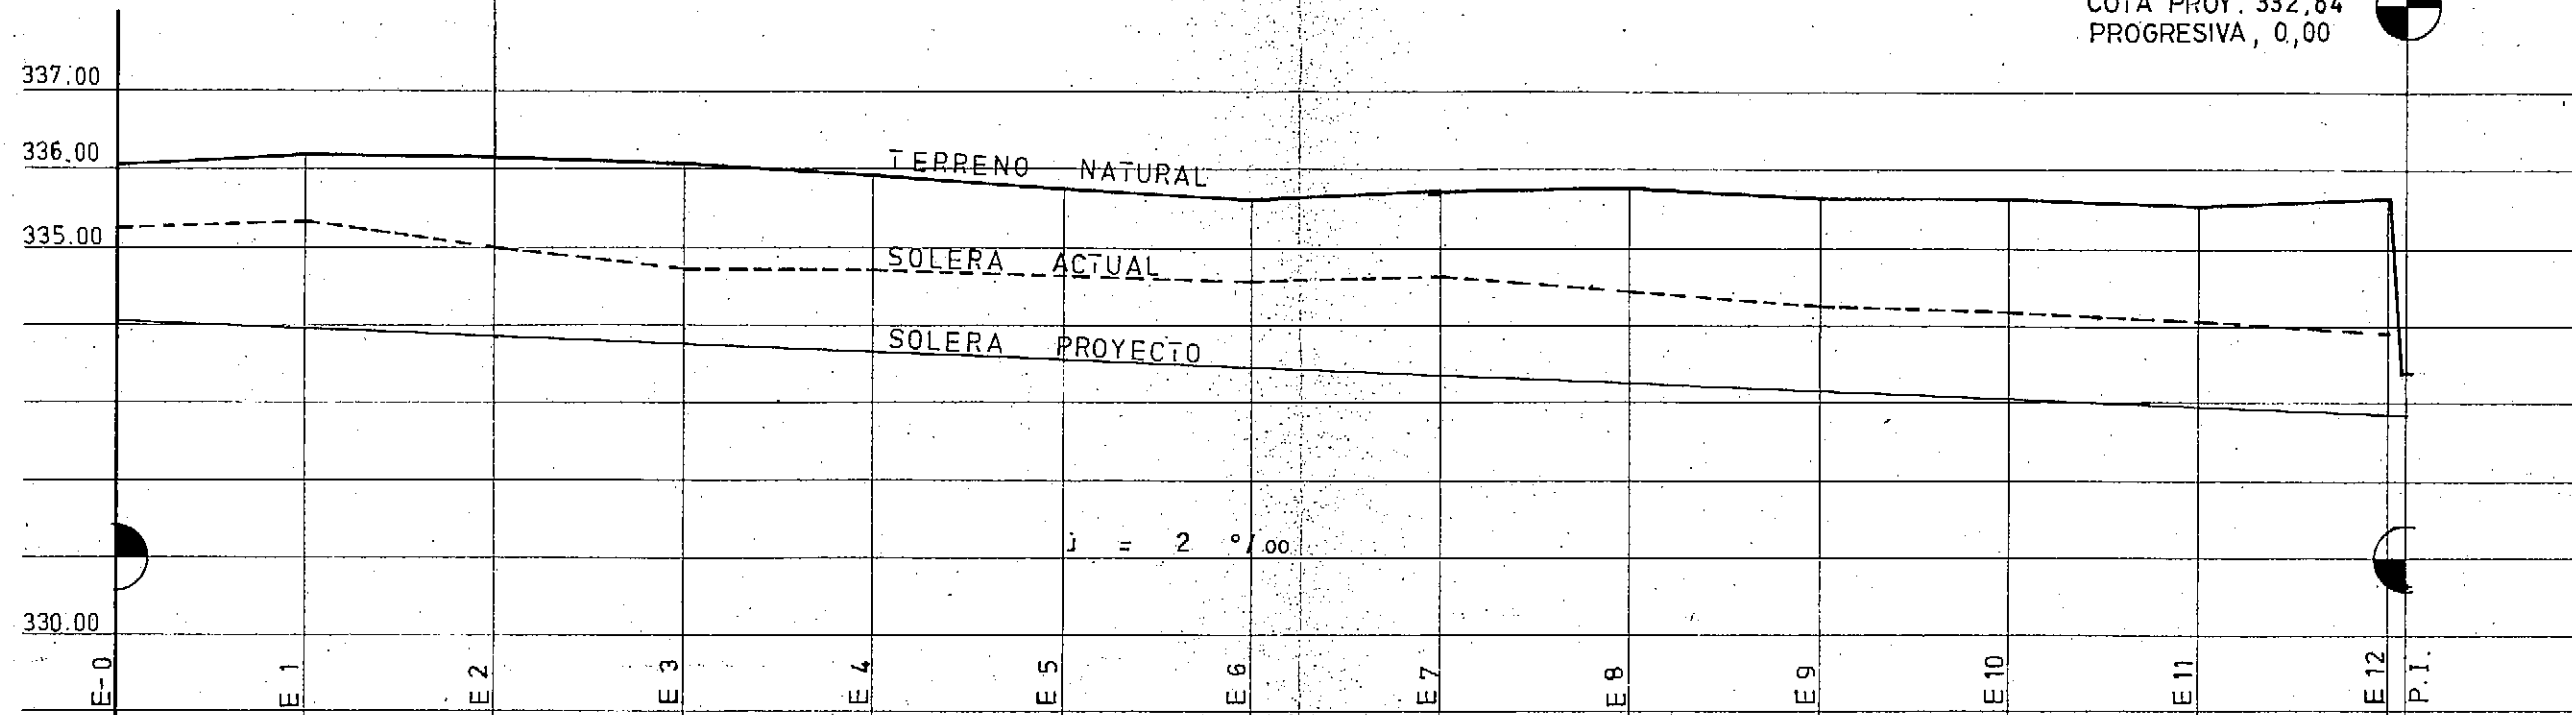 COTA PROY. 332,64
PROGRESIVA, 0,00
337.00
336.00
TERRENO NATURAL
335.00
SOLERA ACTUAL
SOLERA PROYECTO
i = 2 º/oo
330.00
E-0
E 1
E 2
E 3
E 4
E 5
E 6
E 7
E 8
E 9
E 10
E 11
E 12
P.I.